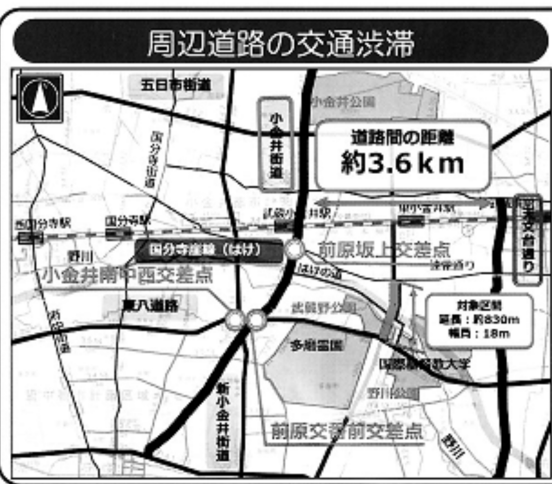 周辺道路の交通渋滞
五日市街道
小金井公園
小金井街道
国分寺街道
道路間の距離
約3.6km
西国分寺駅
国分寺駅
武蔵小金井駅
東小金井駅
天文台通り
野川
国分寺崖線（はけ）
前原坂上交差点
はけの道
連雀通り
小金井南中西交差点
東八道路
武蔵野公園
対象区間
延長：約830m
幅員：18m
多磨霊園
国際基督教大学
新小金井街道
野川公園
前原交番前交差点
野川